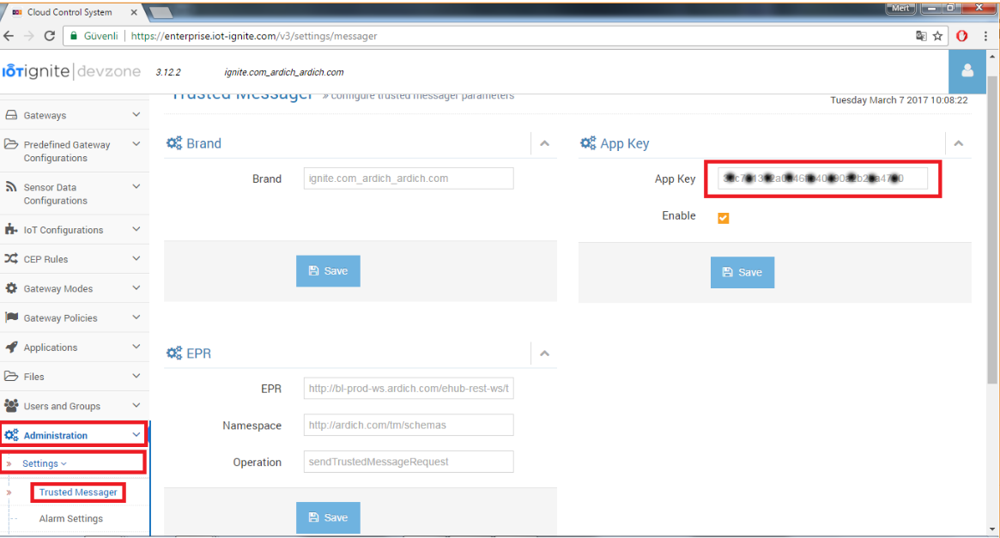 Cloud Control System
Mert
Güvenli | https://enterprise.iot-ignite.com/v3/settings/messager
IOTignite|devzone 3.12.2 ignite.com_ardich_ardich.com
Trusted Messager » configure trusted messager parameters
Tuesday March 7 2017 10:08:22
Gateways
Predefined Gateway
Configurations
Sensor Data
Configurations
IoT Configurations
CEP Rules
Gateway Modes
Gateway Policies
Applications
Files
Users and Groups
Administration
» Settings
» Trusted Messager
Alarm Settings
Brand
Brand ignite.com_ardich_ardich.com
Save
App Key
App Key
Enable
Save
EPR
EPR http://bl-prod-ws.ardich.com/ehub-rest-ws/t
Namespace http://ardich.com/tm/schemas
Operation sendTrustedMessageRequest
Save